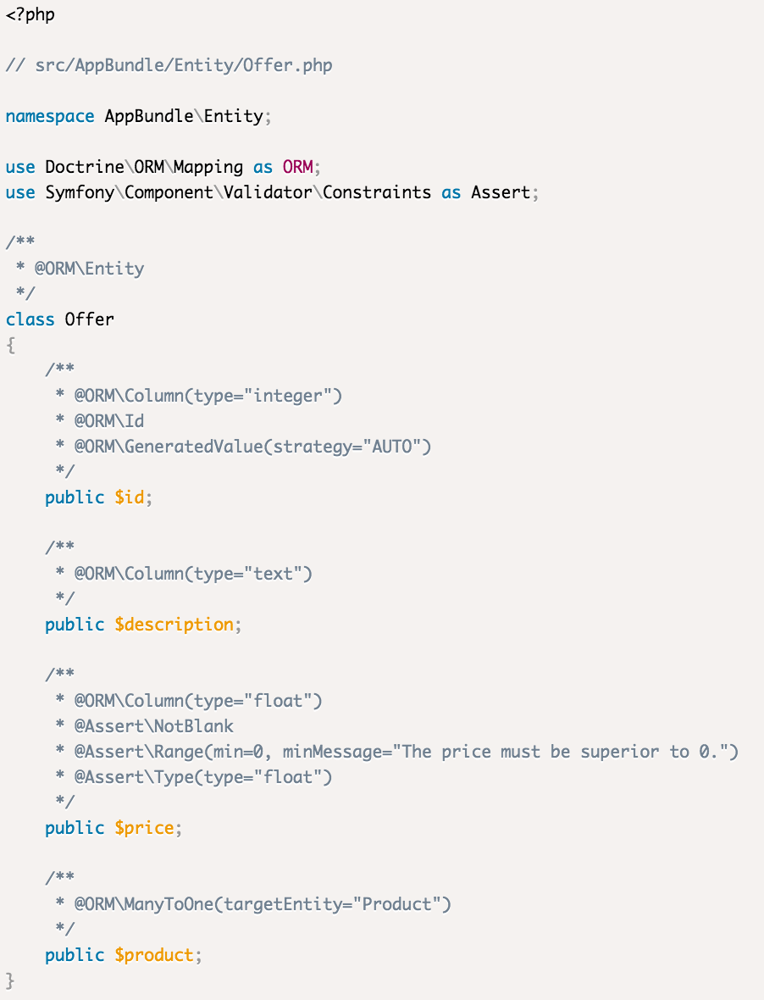 <?php
// src/AppBundle/Entity/Offer.php
namespace AppBundle\Entity;
use Doctrine\ORM\Mapping as ORM;
use Symfony\Component\Validator\Constraints as Assert;
/**
 * @ORM\Entity
 */
class Offer
{
    /**
     * @ORM\Column(type="integer")
     * @ORM\Id
     * @ORM\GeneratedValue(strategy="AUTO")
     */
    public $id;
    /**
     * @ORM\Column(type="text")
     */
    public $description;
    /**
     * @ORM\Column(type="float")
     * @Assert\NotBlank
     * @Assert\Range(min=0, minMessage="The price must be superior to 0.")
     * @Assert\Type(type="float")
     */
    public $price;
    /**
     * @ORM\ManyToOne(targetEntity="Product")
     */
    public $product;
}